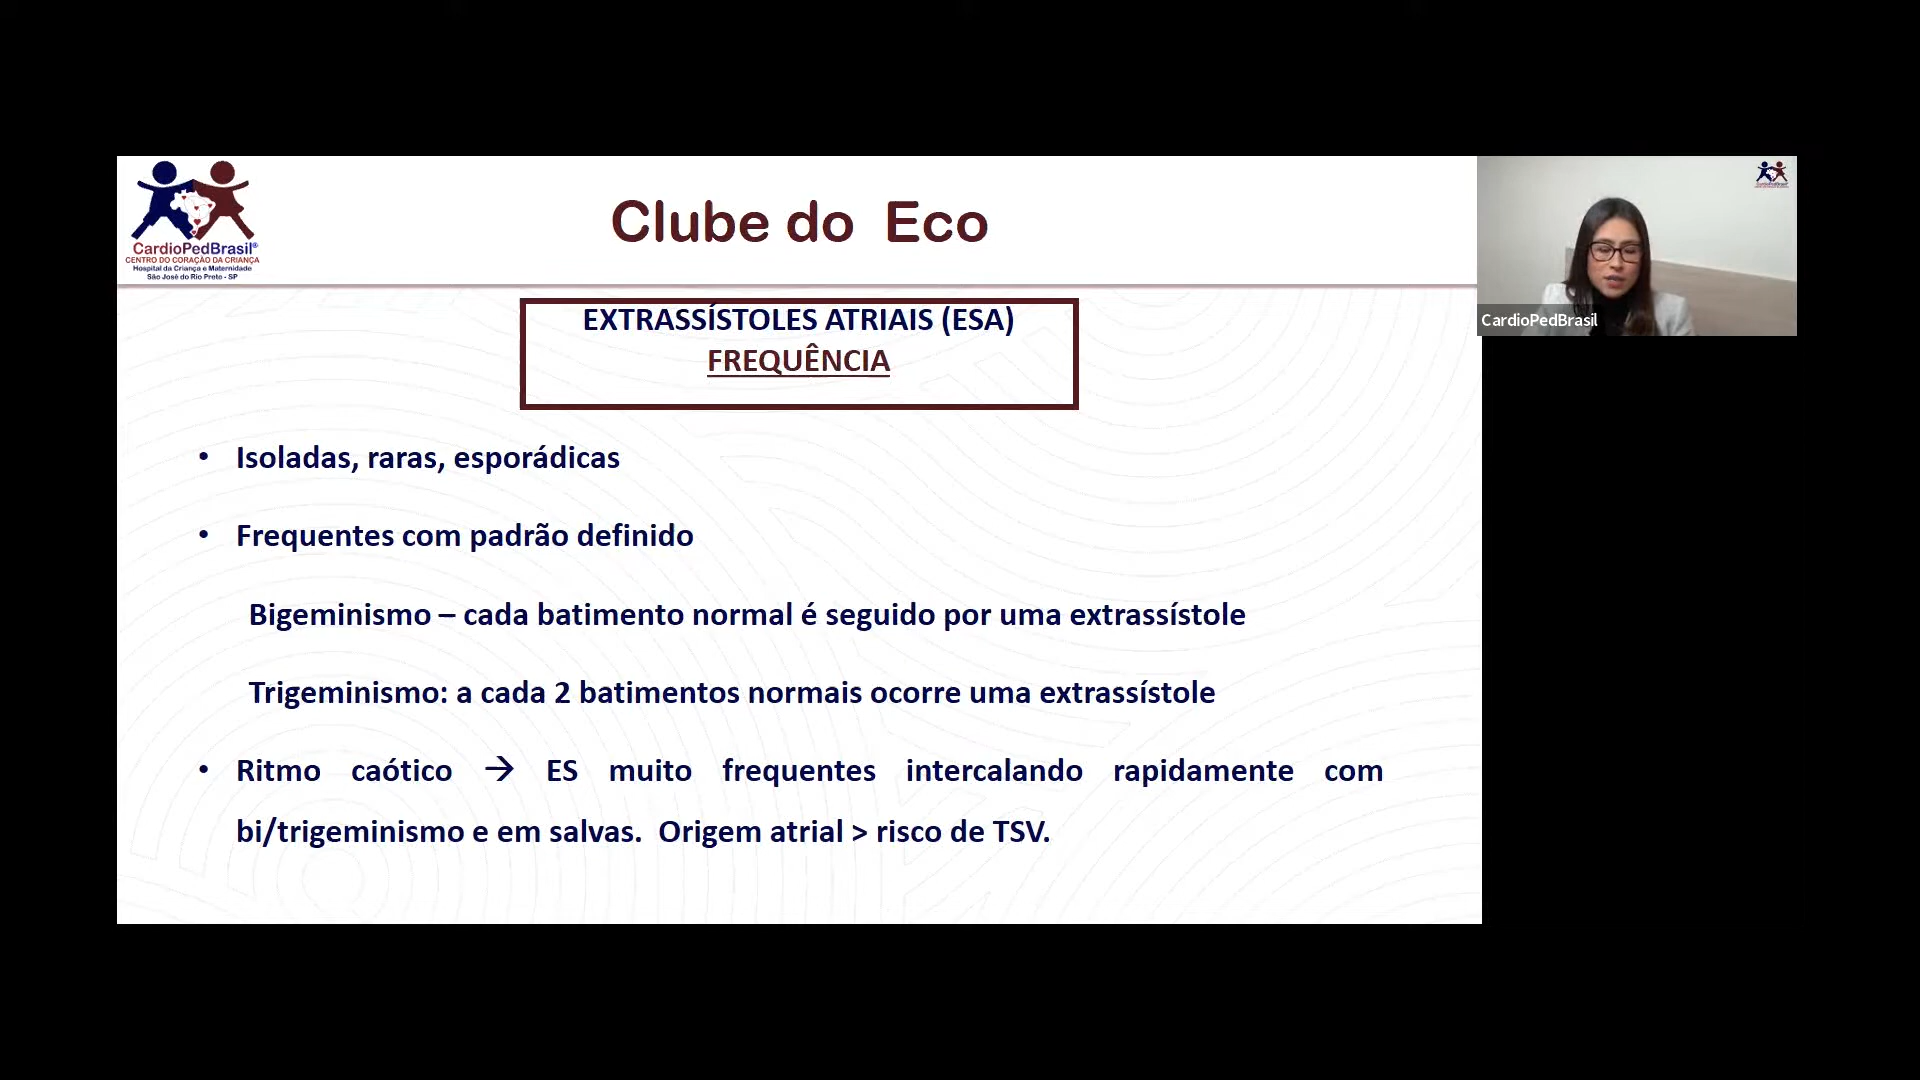 CardioPedBrasil®
CENTRO DO CORAÇÃO DA CRIANÇA
Hospital da Criança e Maternidade
São José do Rio Preto - SP
Clube do Eco
CardioPedBrasil
EXTRASSÍSTOLES ATRIAIS (ESA)
FREQUÊNCIA
• Isoladas, raras, esporádicas
• Frequentes com padrão definido
Bigeminismo – cada batimento normal é seguido por uma extrassístole
Trigeminismo: a cada 2 batimentos normais ocorre uma extrassístole
• Ritmo caótico → ES muito frequentes intercalando rapidamente com
bi/trigeminismo e em salvas. Origem atrial > risco de TSV.